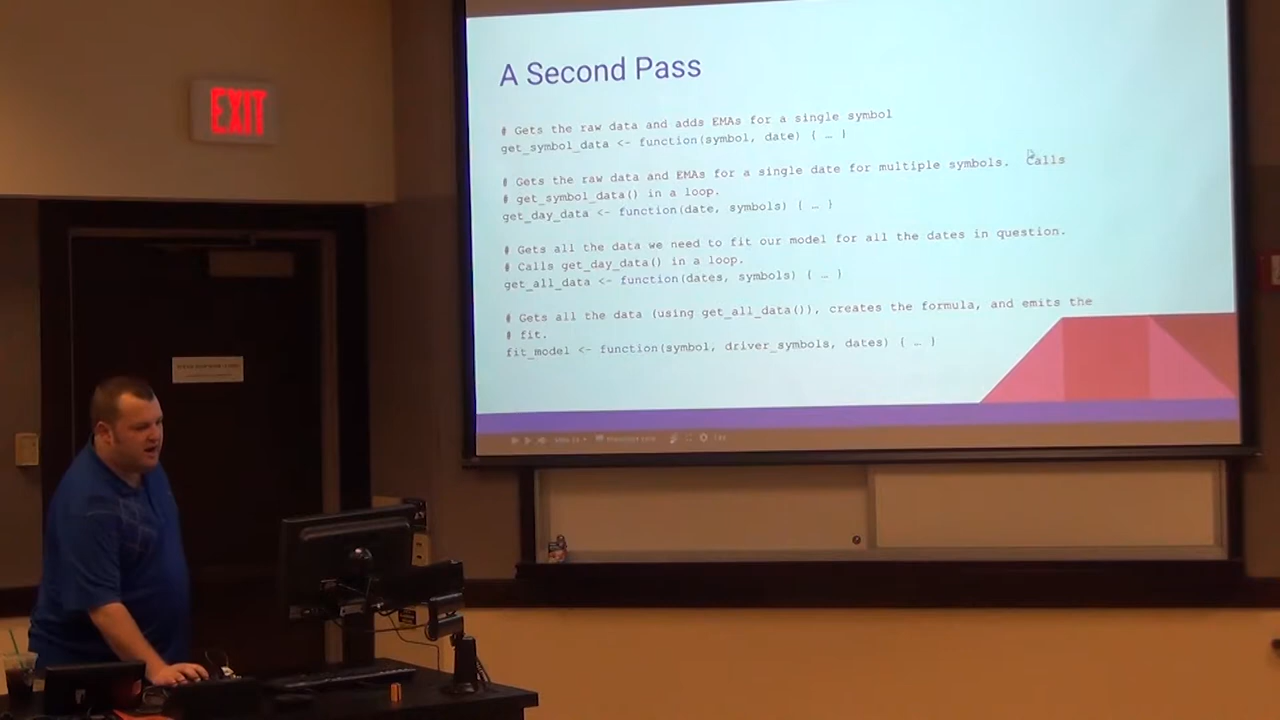 EXIT
A Second Pass
# Gets the raw data and adds EMAs for a single symbol
get_symbol_data <- function(symbol, date) { … }
# Gets the raw data and EMAs for a single date for multiple symbols. Calls
# get_symbol_data() in a loop.
get_day_data <- function(date, symbols) { … }
# Gets all the data we need to fit our model for all the dates in question.
# Calls get_day_data() in a loop.
get_all_data <- function(dates, symbols) { … }
# Gets all the data (using get_all_data()), creates the formula, and emits the
# fit.
fit_model <- function(symbol, driver_symbols, dates) { … }